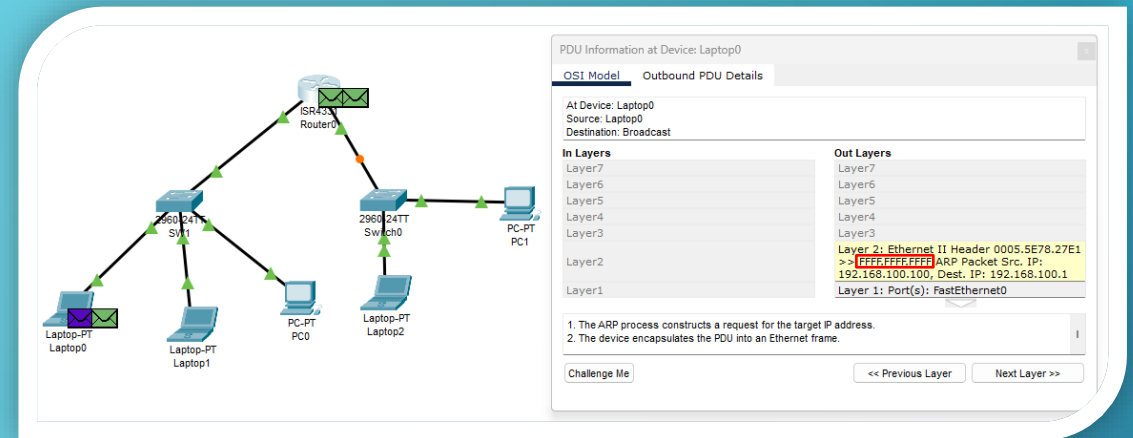 ISR4331
Router0
2960-24TT
SW1
2960-24TT
Switch0
PC-PT
PC1
Laptop-PT
Laptop0
Laptop-PT
Laptop1
PC-PT
PC0
Laptop-PT
Laptop2
PDU Information at Device: Laptop0
x
OSI Model
Outbound PDU Details
At Device: Laptop0
Source: Laptop0
Destination: Broadcast
In Layers
Layer7
Layer6
Layer5
Layer4
Layer3
Layer2
Layer1
Out Layers
Layer7
Layer6
Layer5
Layer4
Layer3
Layer 2: Ethernet II Header 0005.5E78.27E1
>> FFFF.FFFF.FFFF ARP Packet Src. IP:
192.168.100.100, Dest. IP: 192.168.100.1
Layer 1: Port(s): FastEthernet0
1. The ARP process constructs a request for the target IP address.
2. The device encapsulates the PDU into an Ethernet frame.
Challenge Me
<< Previous Layer
Next Layer >>